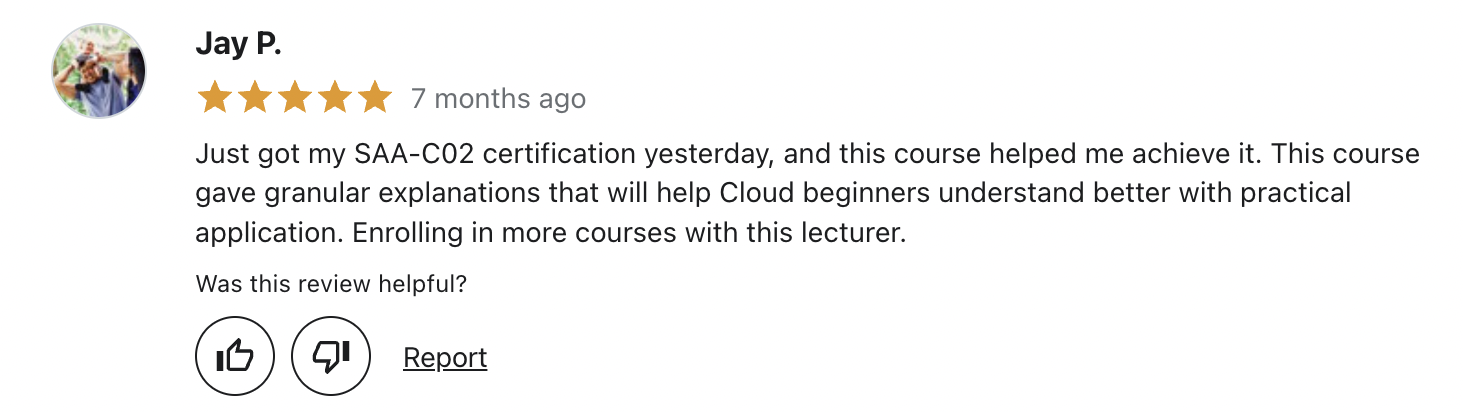 Jay P.
7 months ago
Just got my SAA-C02 certification yesterday, and this course helped me achieve it. This course
gave granular explanations that will help Cloud beginners understand better with practical
application. Enrolling in more courses with this lecturer.
Was this review helpful?
Report